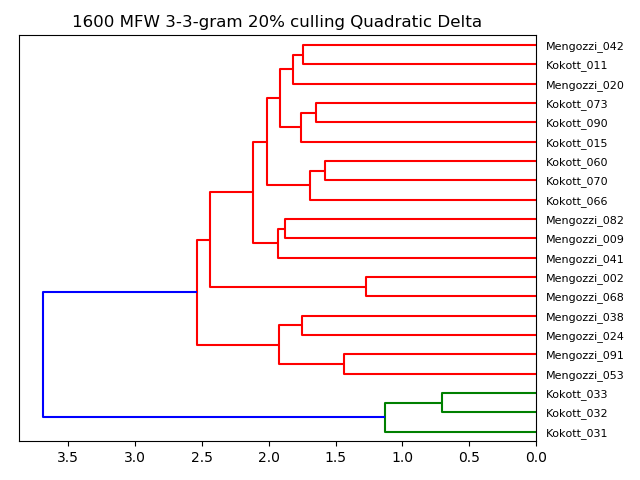 1600 MFW 3-3-gram 20% culling Quadratic Delta
Mengozzi_042
Kokott_011
Mengozzi_020
Kokott_073
Kokott_090
Kokott_015
Kokott_060
Kokott_070
Kokott_066
Mengozzi_082
Mengozzi_009
Mengozzi_041
Mengozzi_002
Mengozzi_068
Mengozzi_038
Mengozzi_024
Mengozzi_091
Mengozzi_053
Kokott_033
Kokott_032
Kokott_031
3.5 3.0 2.5 2.0 1.5 1.0 0.5 0.0